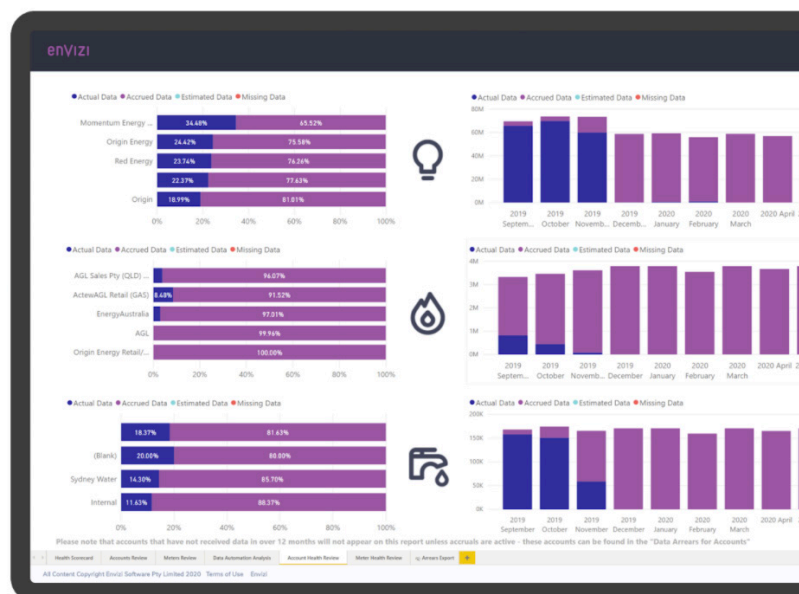 enVIZI
Actual Data Accrued Data Estimated Data Missing Data
Momentum Energy ... 34.48% 65.52%
Origin Energy 24.42% 75.58%
Red Energy 23.74% 76.26%
22.37% 77.63%
Origin 18.99% 81.01%
0% 20% 40% 60% 80% 100%
Actual Data Accrued Data Estimated Data Missing Data
80M
60M
40M
20M
0M
2019 2019 2019 2019 2020 2020 2020 2020 April
Septem... October Novemb... Decemb... January February March
Actual Data Accrued Data Estimated Data Missing Data
AGL Sales Pty (QLD) ... 94.07%
ActewAGL Retail (GAS) 8.48% 91.52%
EnergyAustralia 97.01%
AGL 99.96%
Origin Energy Retail/... 100.00%
0% 20% 40% 60% 80% 100%
Actual Data Accrued Data Estimated Data Missing Data
4M
3M
2M
1M
0M
2019 2019 2019 2019 2020 2020 2020 2020 April
Septem... October Novemb... December January February March
Actual Data Accrued Data Estimated Data Missing Data
18.37% 81.63%
(Blank) 20.00% 80.00%
Sydney Water 14.30% 85.70%
Internal 11.63% 88.37%
0% 20% 40% 60% 80% 100%
Actual Data Accrued Data Estimated Data Missing Data
200K
150K
100K
50K
0K
2019 2019 2019 2019 2020 2020 2020 2020 April
September October November December January February March
Please note that accounts that have not received data in over 12 months will not appear on this report unless accruals are active - these accounts can be found in the "Data Arrears for Accounts"
Health Scorecard Accounts Review Meters Review Data Automation Analysis Account Health Review Meter Health Review Arrears Export +
All Content Copyright Envizi Software Pty Limited 2020 Terms of Use Envizi